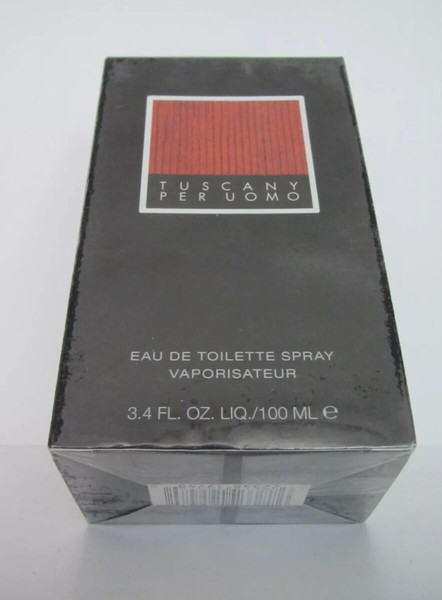 TUSCANY
PER UOMO
EAU DE TOILETTE SPRAY
VAPORISATEUR
3.4 FL. OZ. LIQ./100 ML ℮